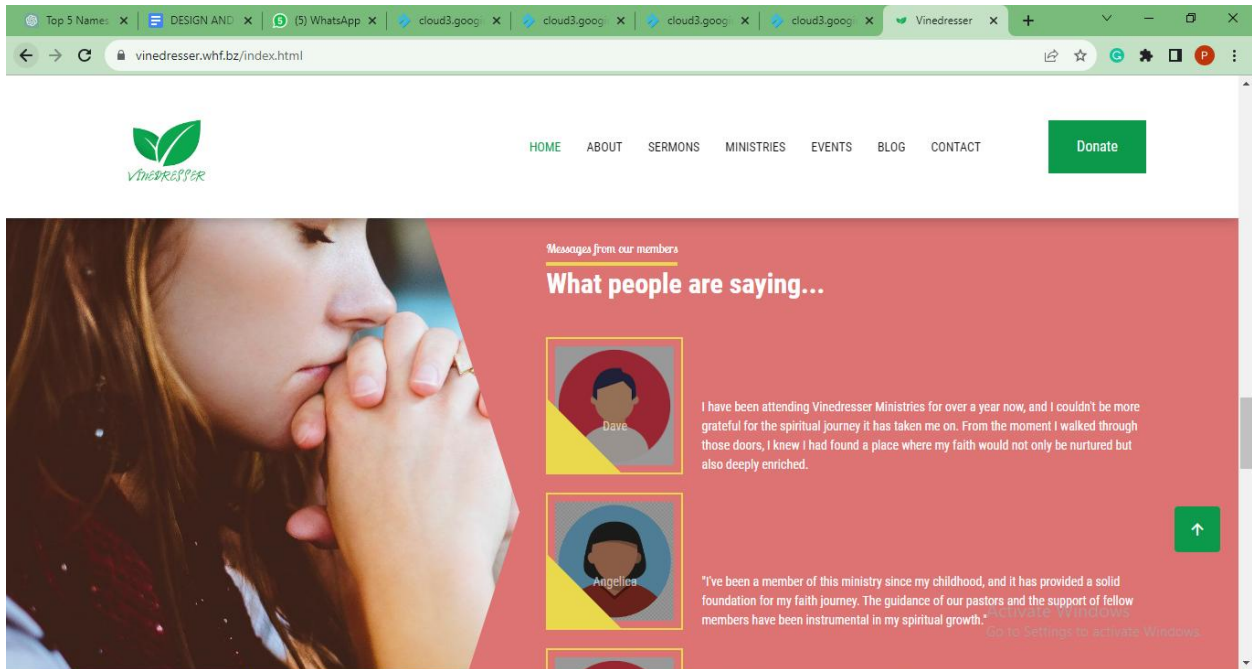 Top 5 Names
DESIGN AND
(5) WhatsApp
cloud3.googl
cloud3.googl
cloud3.googl
cloud3.googl
Vinedresser
vinedresser.whf.bz/index.html
P
VINEDRESSER
HOME ABOUT SERMONS MINISTRIES EVENTS BLOG CONTACT
Donate
Messages from our members
What people are saying...
Dave
I have been attending Vinedresser Ministries for over a year now, and I couldn't be more
grateful for the spiritual journey it has taken me on. From the moment I walked through
those doors, I knew I had found a place where my faith would not only be nurtured but
also deeply enriched.
Angelica
"I've been a member of this ministry since my childhood, and it has provided a solid
foundation for my faith journey. The guidance of our pastors and the support of fellow
members have been instrumental in my spiritual growth."
Activate Windows
Go to Settings to activate Windows.